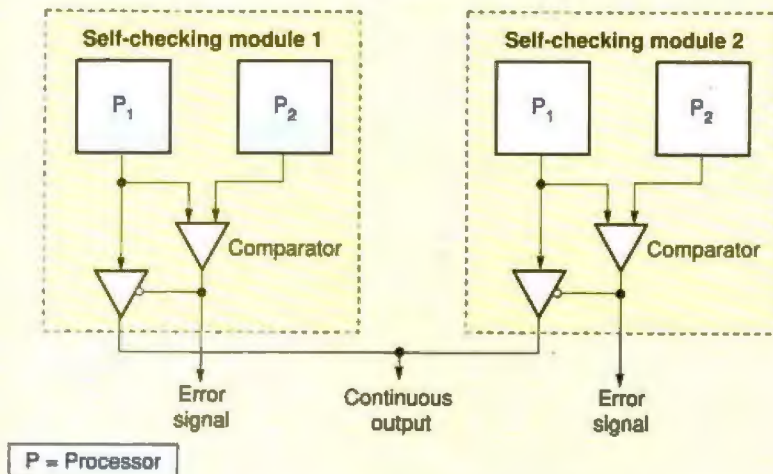 Self-checking module 1
Self-checking module 2
P1
P2
P1
P2
Comparator
Comparator
Error
signal
Continuous
output
Error
signal
P = Processor